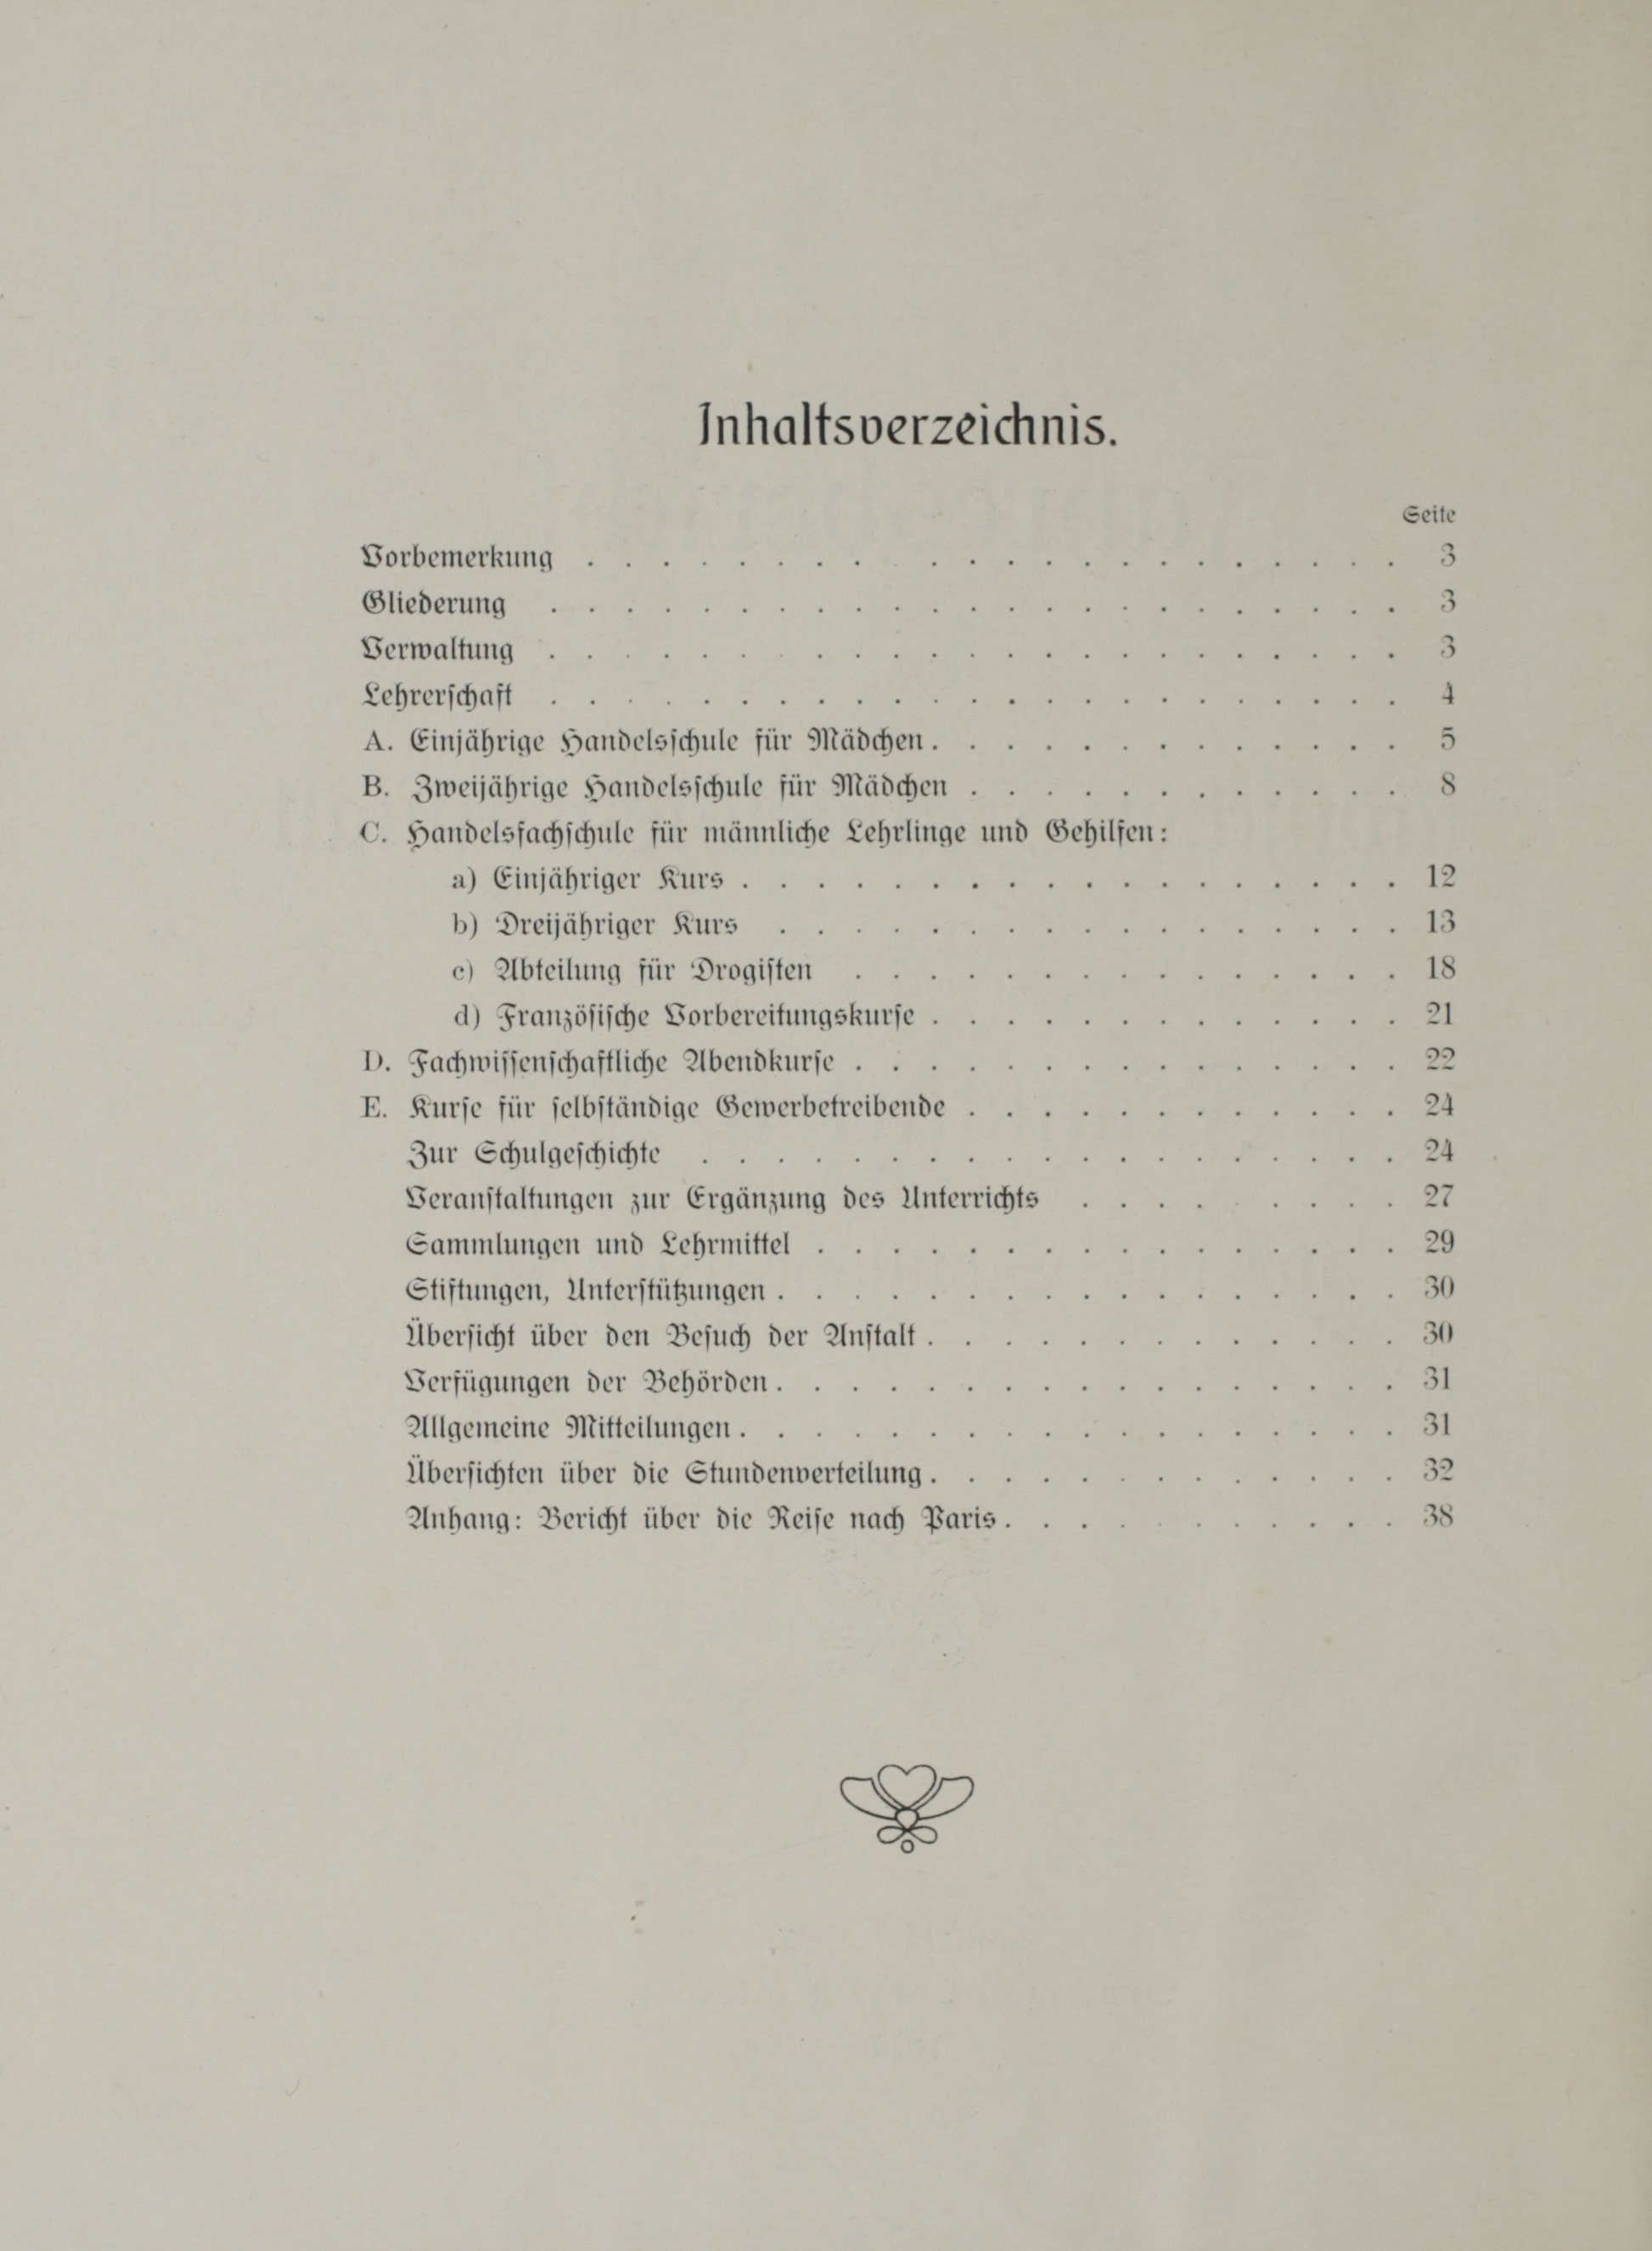 Inhaltsverzeichnis.
Seite
Vorbemerkung . . . . . . . . . . . . . . . . . . . . . . 3
Gliederung . . . . . . . . . . . . . . . . . . . . . . . 3
Verwaltung . . . . . . . . . . . . . . . . . . . . . . . 3
Lehrerschaft . . . . . . . . . . . . . . . . . . . . . . . 4
A. Einjährige Handelsschule für Mädchen . . . . . . . . . . . . . 5
B. Zweijährige Handelsschule für Mädchen . . . . . . . . . . . . 8
C. Handelsfachschule für männliche Lehrlinge und Gehilfen:
a) Einjähriger Kurs . . . . . . . . . . . . . . . . . . 12
b) Dreijähriger Kurs . . . . . . . . . . . . . . . . . 13
c) Abteilung für Drogisten . . . . . . . . . . . . . . . 18
d) Französische Vorbereitungskurse . . . . . . . . . . . . . 21
D. Fachwissenschaftliche Abendkurse . . . . . . . . . . . . . . . 22
E. Kurse für selbständige Gewerbetreibende . . . . . . . . . . . . 24
Zur Schulgeschichte . . . . . . . . . . . . . . . . . . . 24
Veranstaltungen zur Ergänzung des Unterrichts . . . . . . . . 27
Sammlungen und Lehrmittel . . . . . . . . . . . . . . . . 29
Stiftungen, Unterstützungen . . . . . . . . . . . . . . . . . 30
Übersicht über den Besuch der Anstalt . . . . . . . . . . . . . 30
Verfügungen der Behörden . . . . . . . . . . . . . . . . . 31
Allgemeine Mitteilungen . . . . . . . . . . . . . . . . . . 31
Übersichten über die Stundenverteilung . . . . . . . . . . . . . 32
Anhang: Bericht über die Reise nach Paris . . . . . . . . . . . 38